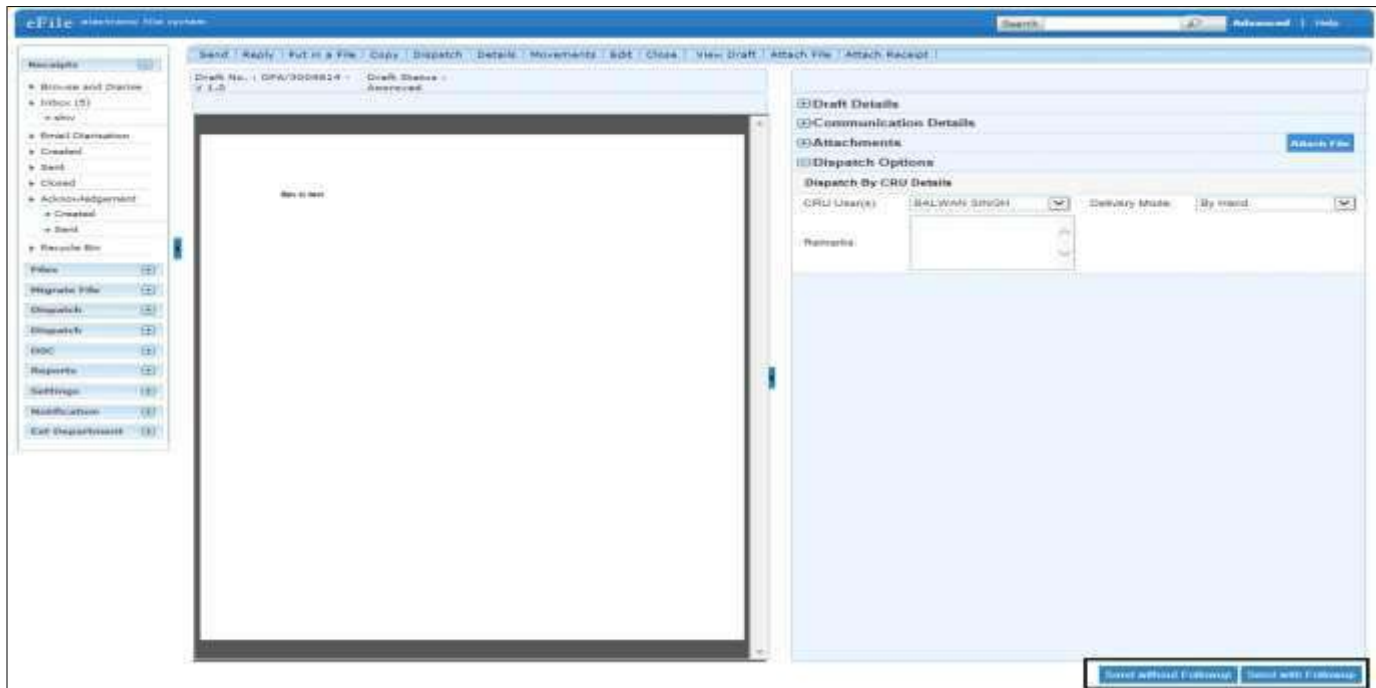 eFile electronic file system
Search Advanced | Help
Send | Reply | Put in a File | Copy | Dispatch | Details | Movements | Edit | Close | View Draft | Attach File | Attach Receipt |
Receipts
Browse and Diarise
Inbox (5)
Email Diarisation
Created
Sent
Closed
Acknowledgement
Created
Sent
Recycle Bin
Files
Migrate File
Dispatch
Dispatch
DSC
Reports
Settings
Notification
Ext Department
Draft No. : Draft Status :
v 1.0 Approved
Draft Details
Communication Details
Attachments Attach File
Dispatch Options
Dispatch By CRU Details
CRU User(s) BALWAN SINGH Delivery Mode By Hand
Remarks
Send without Followup Send with Followup